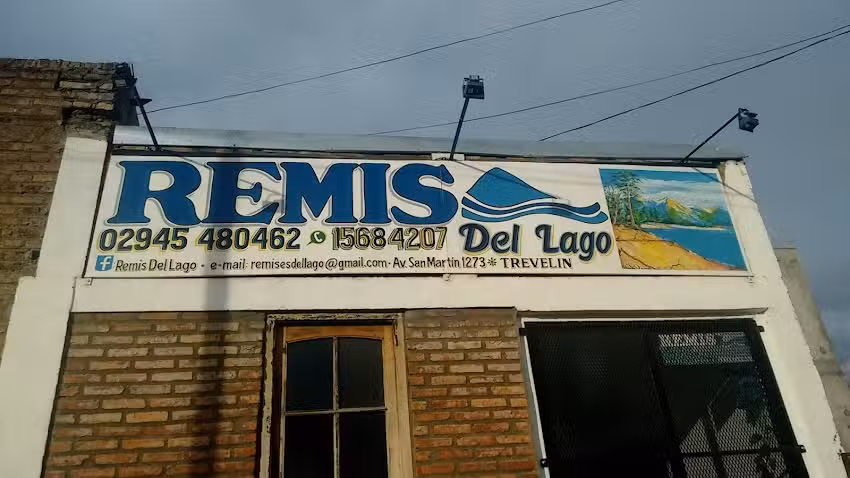 REMIS
Del Lago
02945 480462 15684207
f Remis Del Lago - e-mail: remisesdellago@gmail.com - Av. San Martin 1273 * TREVELIN
REMIS